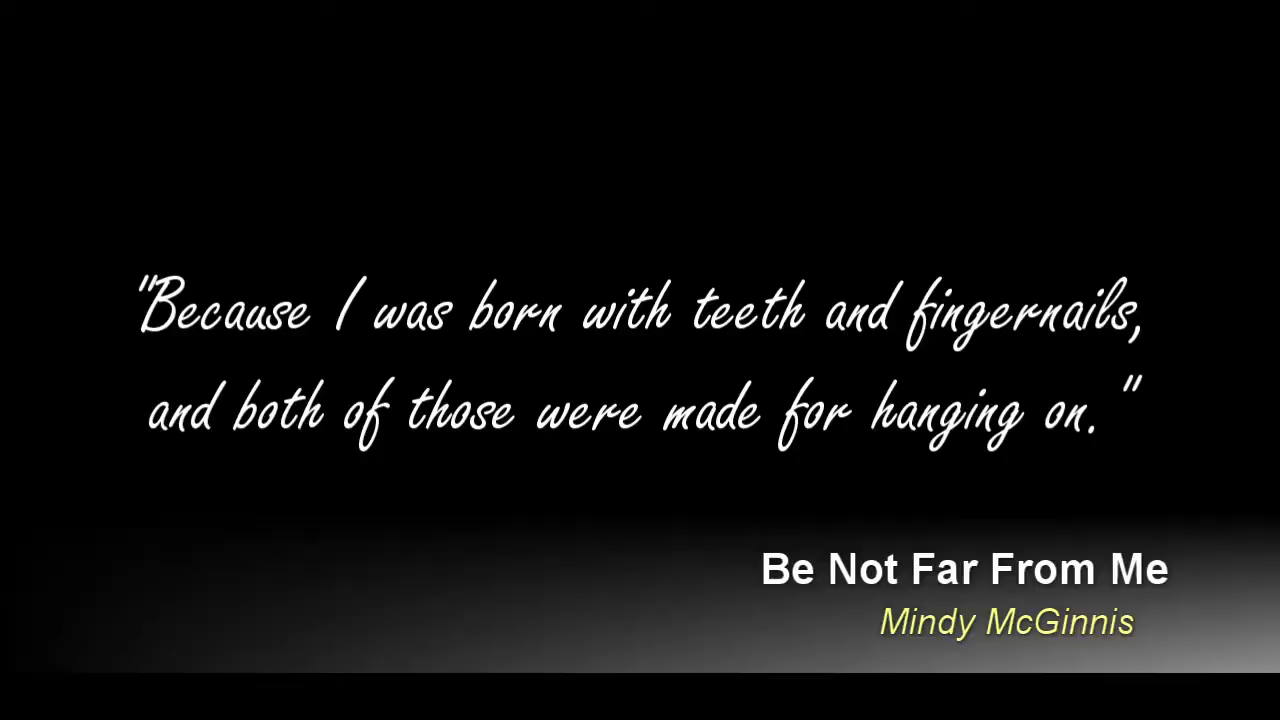 "Because I was born with teeth and fingernails,
and both of those were made for hanging on."
Be Not Far From Me
Mindy McGinnis